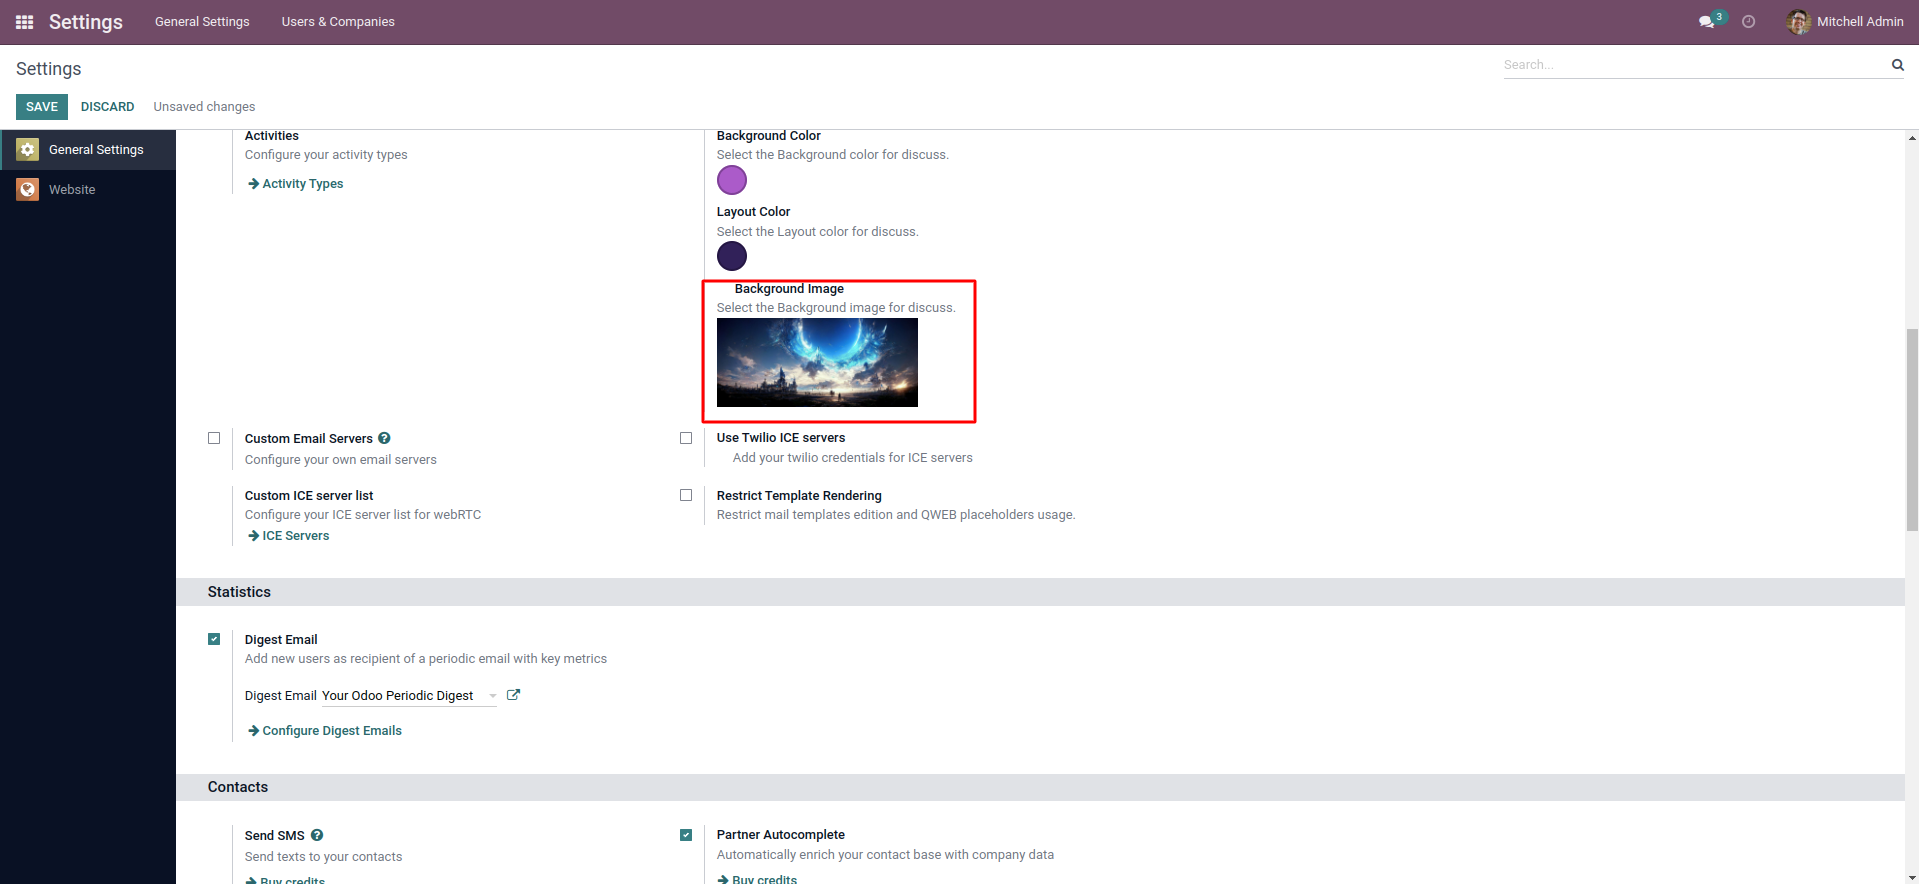 Settings
General Settings
Users & Companies
3
Mitchell Admin
Settings
Search...
SAVE
DISCARD
Unsaved changes
General Settings
Website
Activities
Configure your activity types
Activity Types
Background Color
Select the Background color for discuss.
Layout Color
Select the Layout color for discuss.
Background Image
Select the Background image for discuss.
Custom Email Servers ?
Configure your own email servers
Use Twilio ICE servers
Add your twilio credentials for ICE servers
Custom ICE server list
Configure your ICE server list for webRTC
ICE Servers
Restrict Template Rendering
Restrict mail templates edition and QWEB placeholders usage.
Statistics
Digest Email
Add new users as recipient of a periodic email with key metrics
Digest Email Your Odoo Periodic Digest
Configure Digest Emails
Contacts
Send SMS ?
Send texts to your contacts
Buy credits
Partner Autocomplete
Automatically enrich your contact base with company data
Buy credits